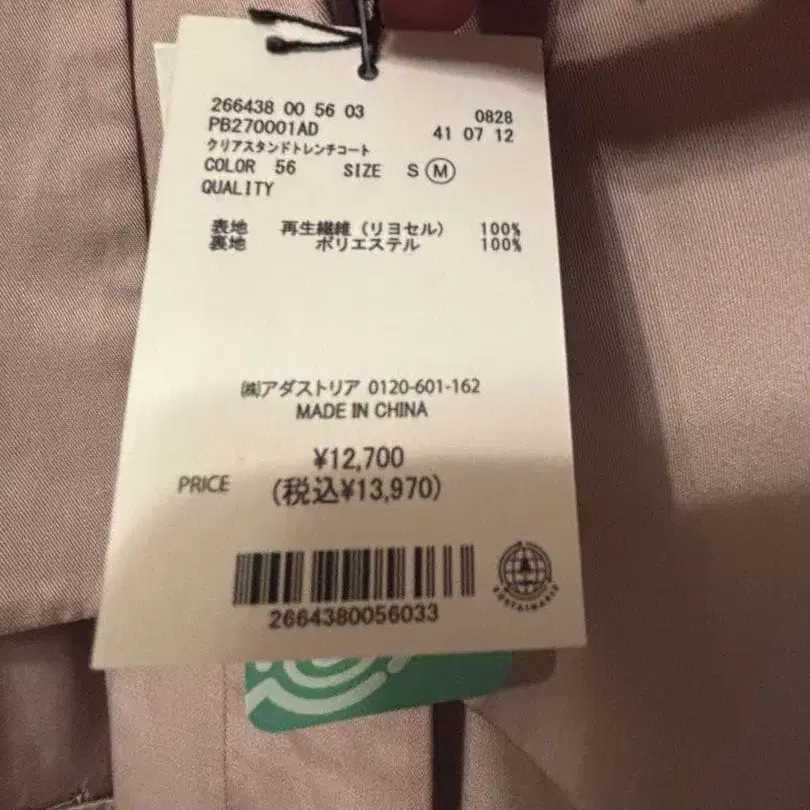 266438 00 56 03 0828
PB270001AD 41 07 12
クリアスタンドトレンチコート
COLOR 56 SIZE S M
QUALITY
表地 再生繊維（リヨセル） 100%
裏地 ポリエステル 100%
㈱アダストリア 0120-601-162
MADE IN CHINA
¥12,700
PRICE (税込¥13,970)
2664380056033
SUSTAINABLE